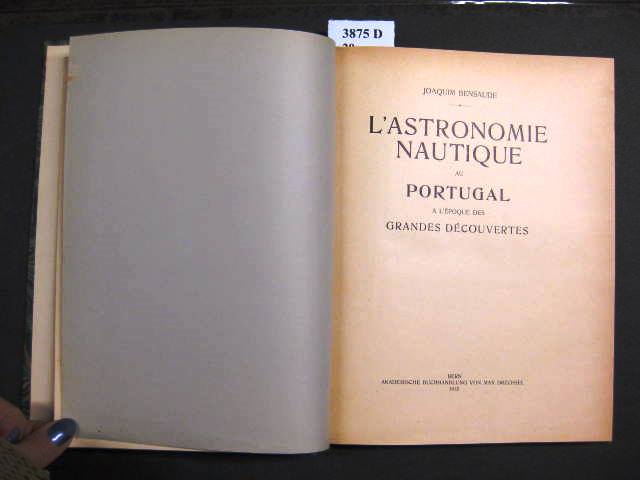 3875 D
JOAQUIM BENSAUDE
L'ASTRONOMIE
NAUTIQUE
AU
PORTUGAL
A L'ÉPOQUE DES
GRANDES DÉCOUVERTES
BERN
AKADEMISCHE BUCHHANDLUNG VON MAX DRECHSEL
1912